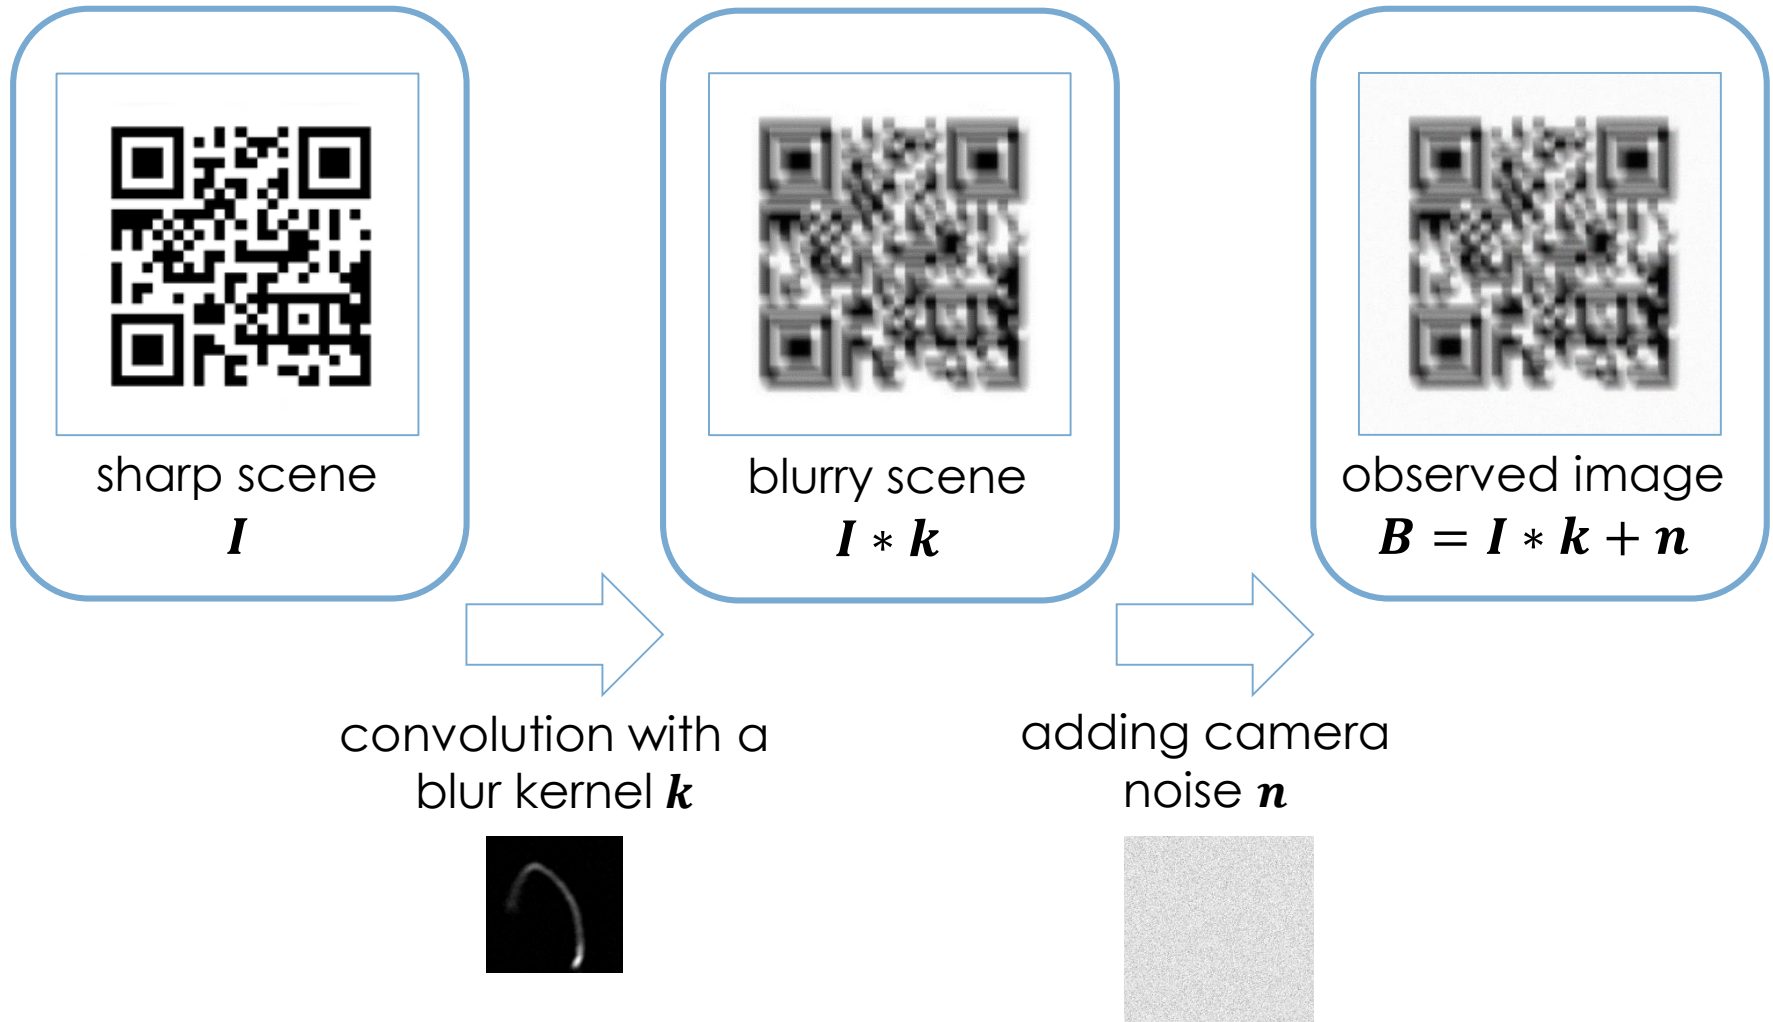 sharp scene
I
blurry scene
I ∗ k
observed image
B = I ∗ k + n
convolution with a
blur kernel k
adding camera
noise n